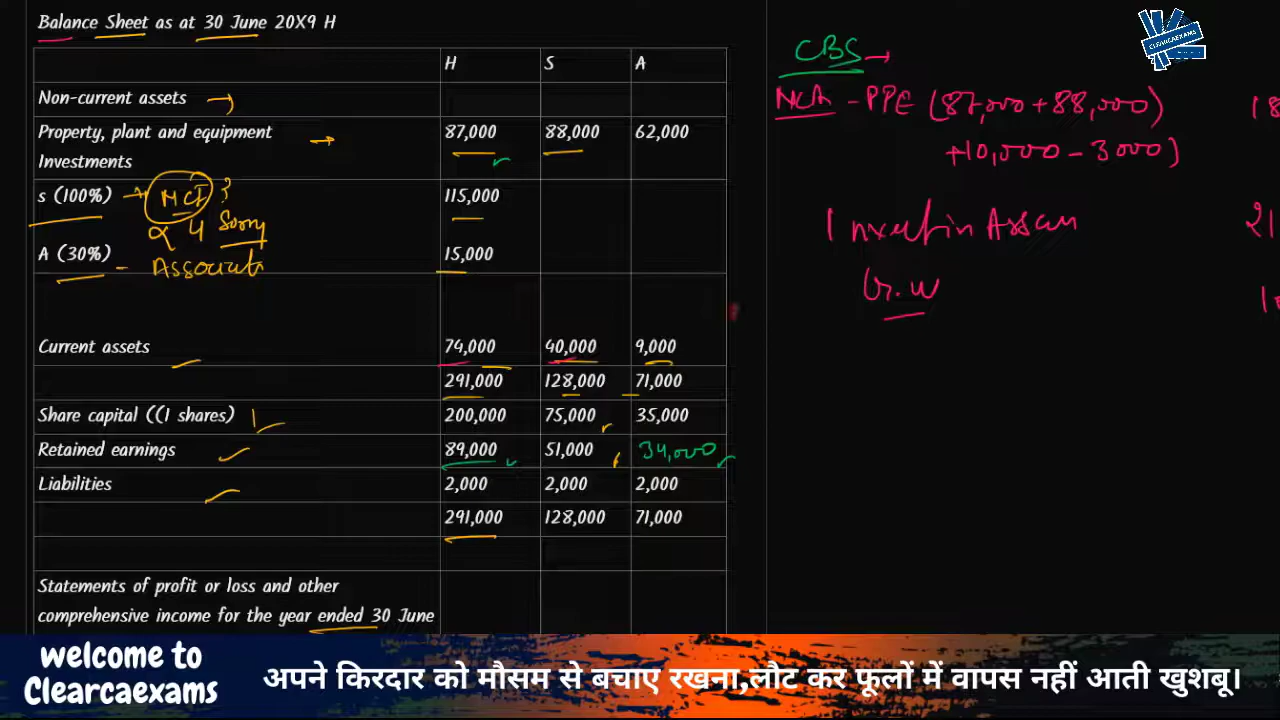 Balance Sheet as at 30 June 20X9 H
H S A
Non-current assets
Property, plant and equipment 87,000 88,000 62,000
Investments
s (100%) NCI ? 115,000
Sorry
A (30%) - Associate 15,000
Current assets 74,000 40,000 9,000
291,000 128,000 71,000
Share capital ((1 shares) 200,000 75,000 35,000
Retained earnings 89,000 51,000 34,000
Liabilities 2,000 2,000 2,000
291,000 128,000 71,000
Statements of profit or loss and other
comprehensive income for the year ended 30 June
CBS →
NCA - PPE (87,000 + 88,000)
+10,000 - 3000)
Invest in
G.W
CLEARCAEXAMS
welcome to
Clearcaexams
अपने किरदार को मौसम से बचाए रखना,लौट कर फूलों में वापस नहीं आती खुशबू।